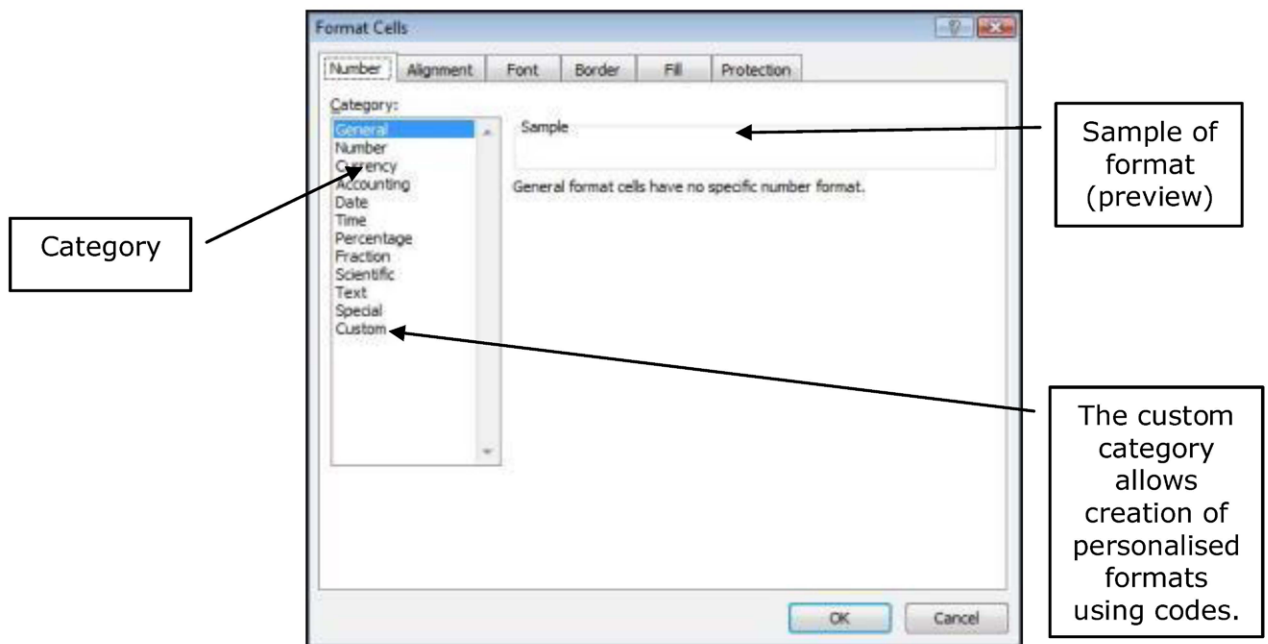 Format Cells
Number Alignment Font Border Fill Protection
Category:
General
Number
Currency
Accounting
Date
Time
Percentage
Fraction
Scientific
Text
Special
Custom
Sample
General format cells have no specific number format.
OK Cancel
Category
Sample of
format
(preview)
The custom
category
allows
creation of
personalised
formats
using codes.